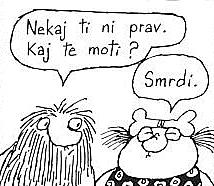 Nekaj ti ni prav.
Kaj te moti?
Smrdi.